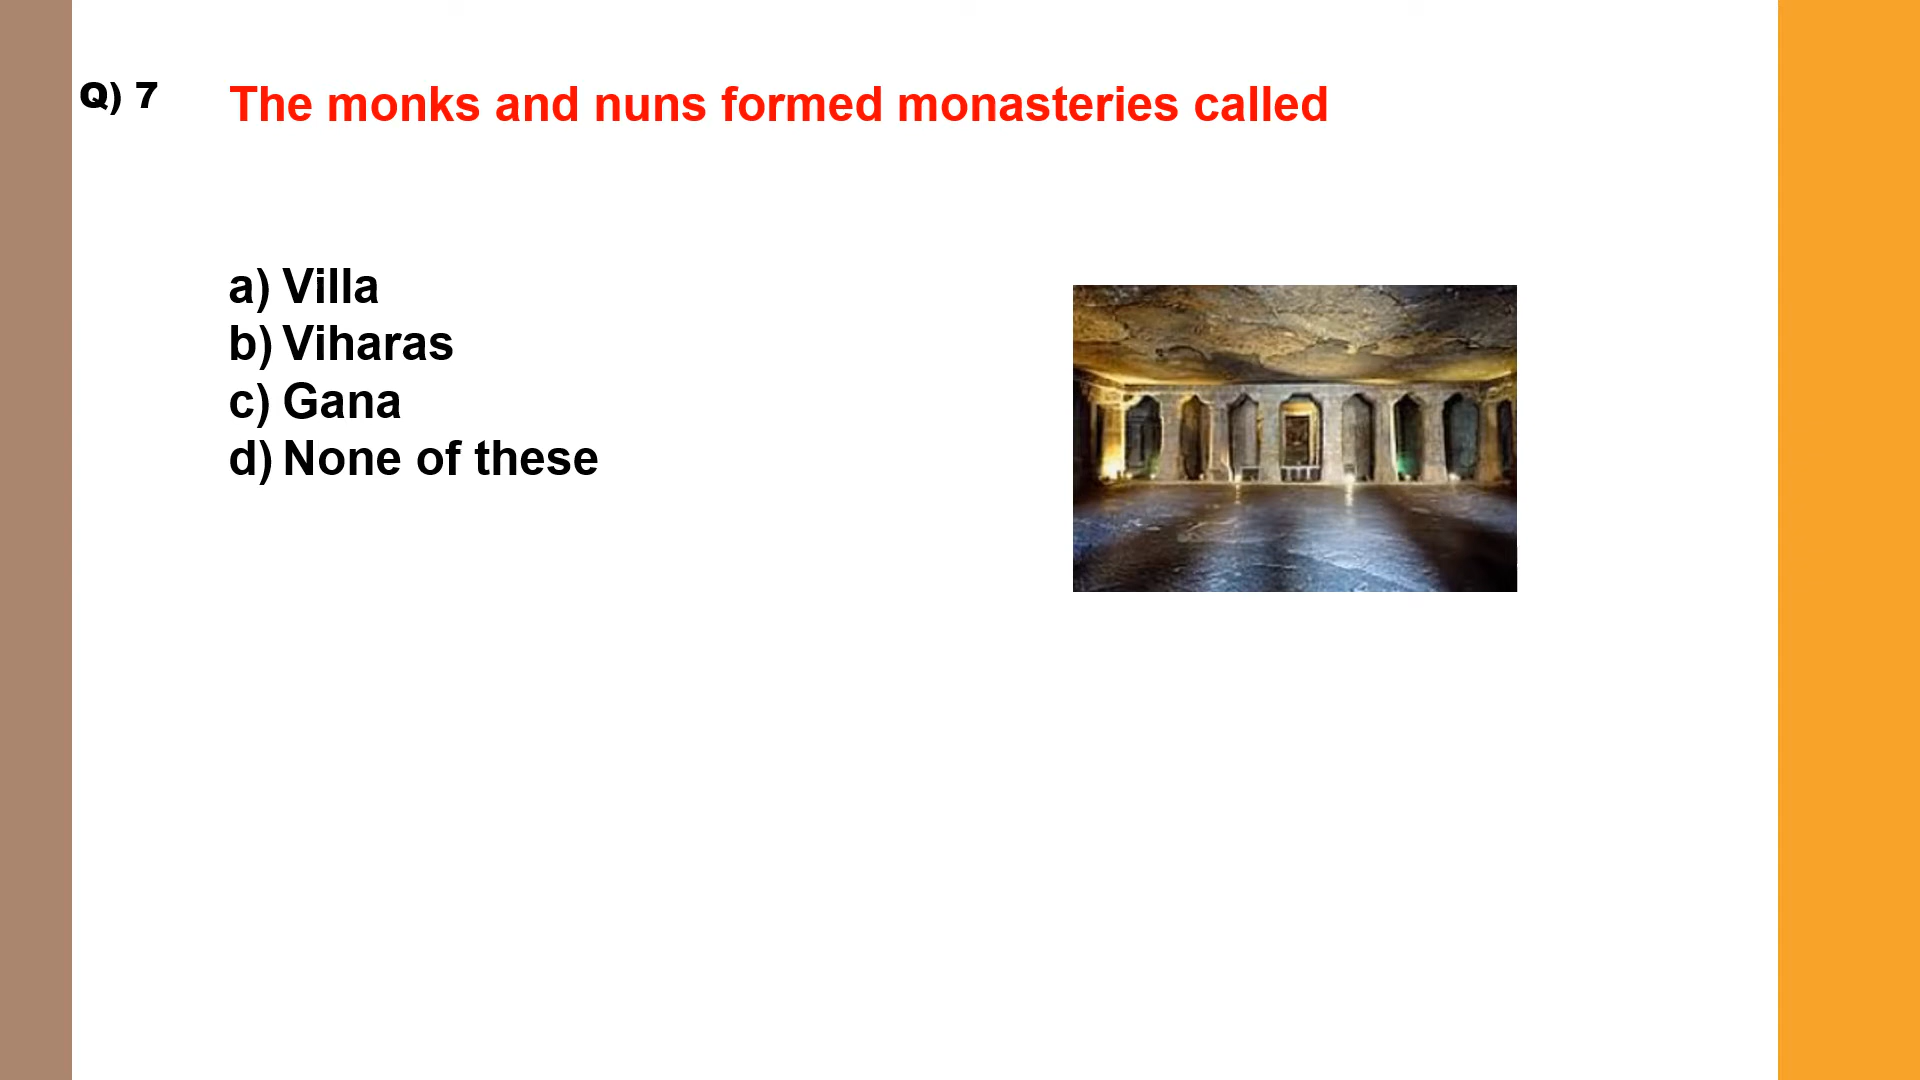 Q) 7
The monks and nuns formed monasteries called
a) Villa
b) Viharas
c) Gana
d) None of these